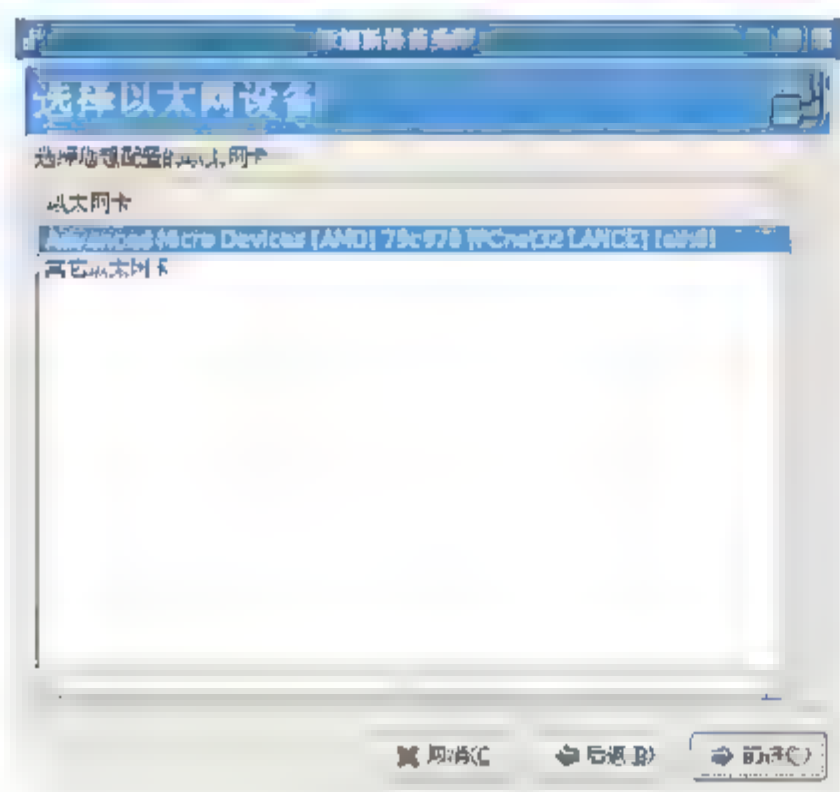 添加新设备类型
选择以太网设备
选择您想配置的以太网卡
以太网卡
Advanced Micro Devices [AMD] 79c970 [PCnet32 LANCE] (eth0)
其它以太网卡
取消(C
后退(B)
前进(